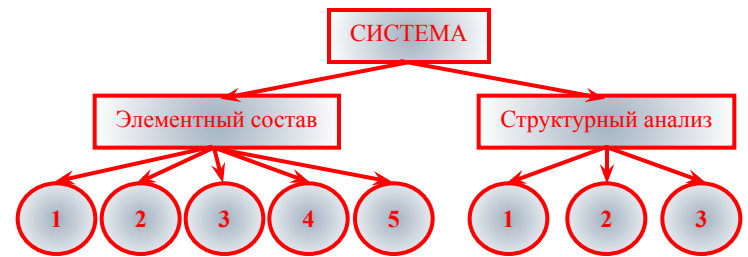 СИСТЕМА
Элементный состав
Структурный анализ
1 2 3 4 5
1 2 3